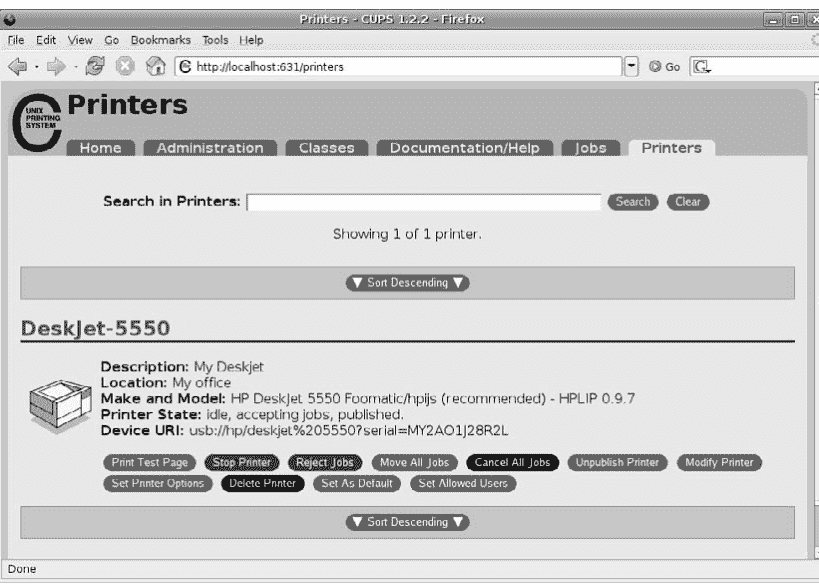 Printers - CUPS 1.2.2 - Firefox
File Edit View Go Bookmarks Tools Help
http://localhost:631/printers Go G
UNIX
PRINTING
SYSTEM
Printers
Home Administration Classes Documentation/Help Jobs Printers
Search in Printers: Search Clear
Showing 1 of 1 printer.
▼ Sort Descending ▼
DeskJet-5550
Description: My Deskjet
Location: My office
Make and Model: HP DeskJet 5550 Foomatic/hpijs (recommended) - HPLIP 0.9.7
Printer State: idle, accepting jobs, published.
Device URI: usb://hp/deskjet%205550?serial=MY2AO1J28R2L
Print Test Page Stop Printer Reject Jobs Move All Jobs Cancel All Jobs Unpublish Printer Modify Printer
Set Printer Options Delete Printer Set As Default Set Allowed Users
▼ Sort Descending ▼
Done